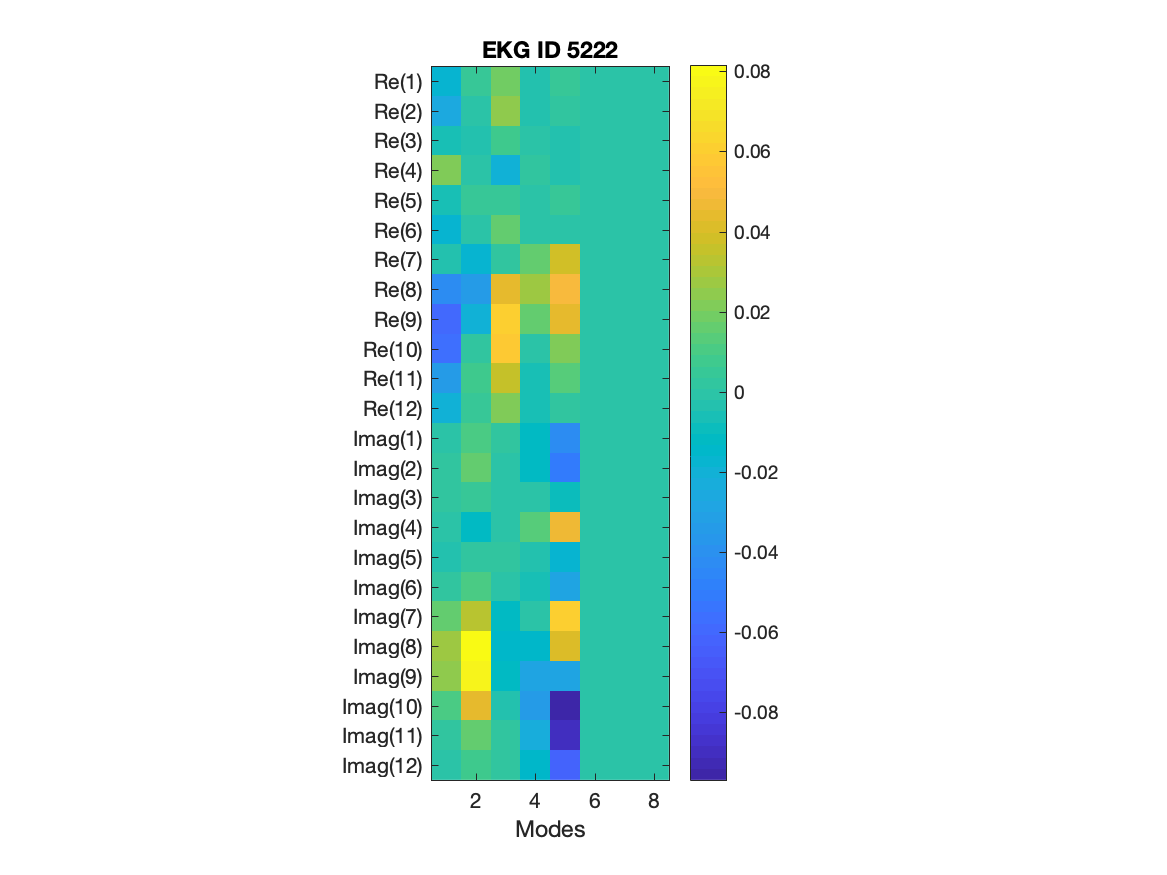 EKG ID 5222
Re(1)
Re(2)
Re(3)
Re(4)
Re(5)
Re(6)
Re(7)
Re(8)
Re(9)
Re(10)
Re(11)
Re(12)
Imag(1)
Imag(2)
Imag(3)
Imag(4)
Imag(5)
Imag(6)
Imag(7)
Imag(8)
Imag(9)
Imag(10)
Imag(11)
Imag(12)
2 4 6 8
Modes
0.08
0.06
0.04
0.02
0
-0.02
-0.04
-0.06
-0.08